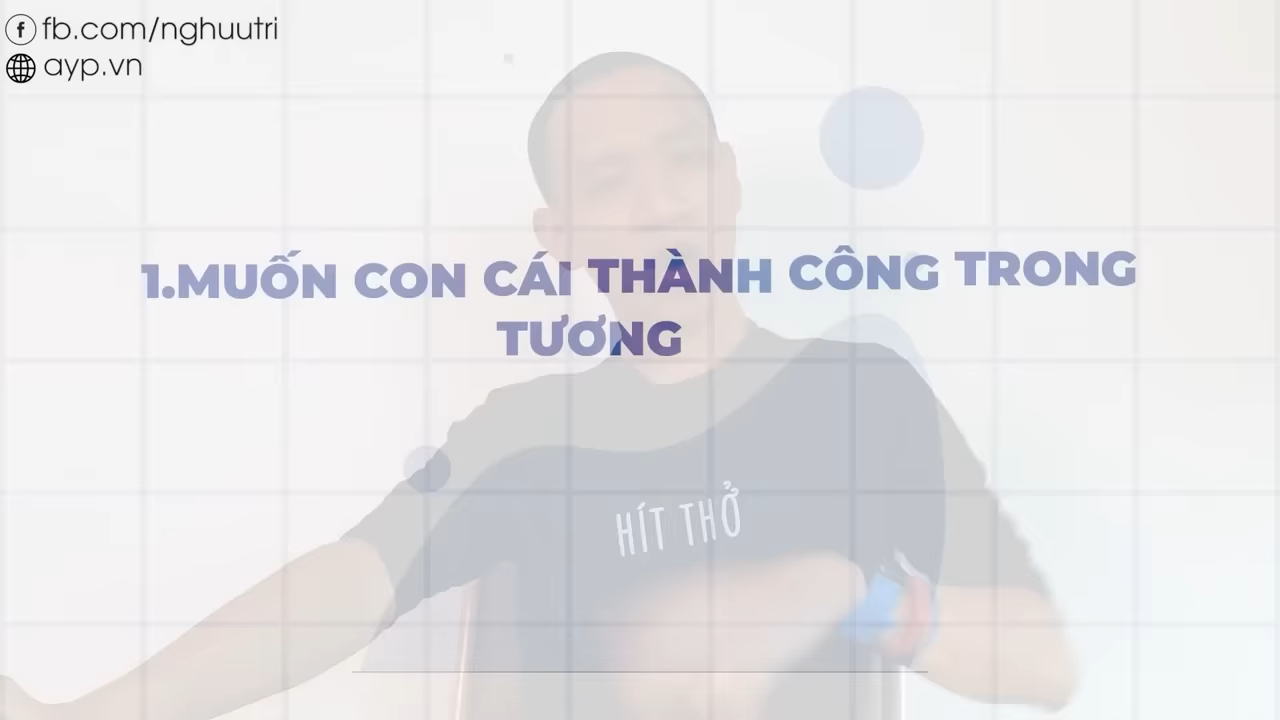 fb.com/nghuutri
ayp.vn
1.MUỐN CON CÁI THÀNH CÔNG TRONG
TƯƠNG
HÍT THỞ